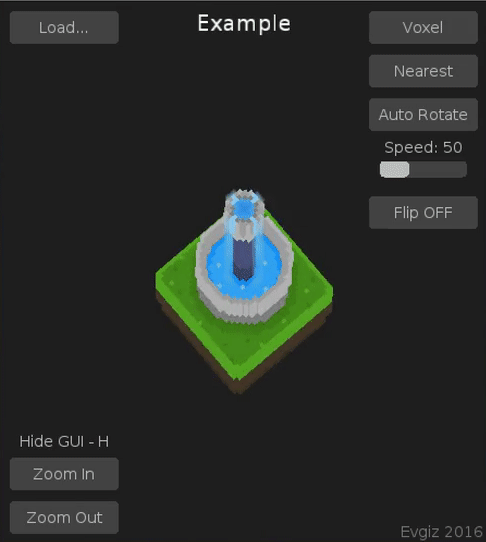 Load...
Example
Voxel
Nearest
Auto Rotate
Speed: 50
Flip OFF
Hide GUI - H
Zoom In
Zoom Out
Evgiz 2016